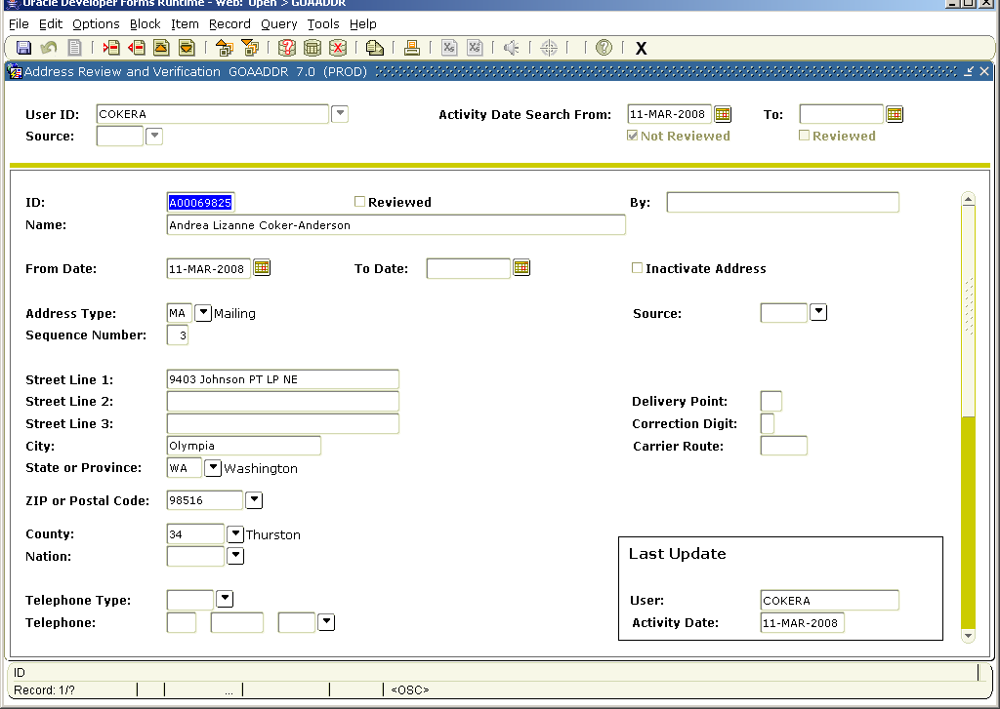 Oracle Developer Forms Runtime - Web: Open > GOAADDR
File Edit Options Block Item Record Query Tools Help
X
Address Review and Verification GOAADDR 7.0 (PROD)
User ID: COKERA Activity Date Search From: 11-MAR-2008 To:
Source: Not Reviewed Reviewed
ID: A00069825 Reviewed By:
Name: Andrea Lizanne Coker-Anderson
From Date: 11-MAR-2008 To Date: Inactivate Address
Address Type: MA Mailing Source:
Sequence Number: 3
Street Line 1: 9403 Johnson PT LP NE
Street Line 2: Delivery Point:
Street Line 3: Correction Digit:
City: Olympia Carrier Route:
State or Province: WA Washington
ZIP or Postal Code: 98516
County: 34 Thurston
Nation:
Last Update
Telephone Type: User: COKERA
Telephone: Activity Date: 11-MAR-2008
ID
Record: 1/? ... <OSC>